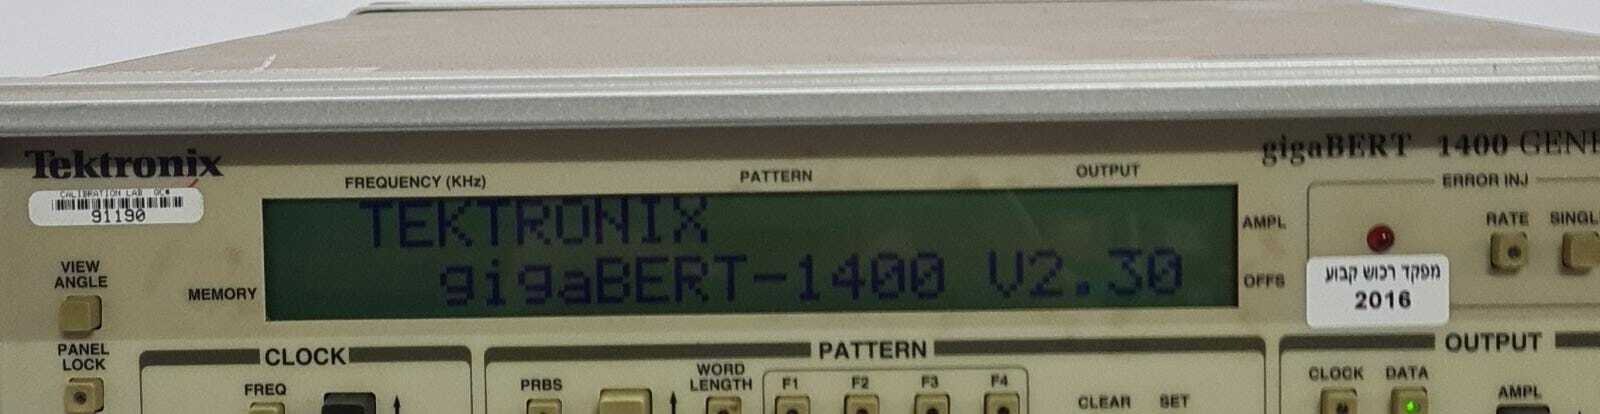 Tektronix
CALIBRATION LAB
91190
FREQUENCY (KHz)
PATTERN
OUTPUT
gigaBERT 1400 GENE
ERROR INJ
TEKTRONIX
gigaBERT-1400 V2.30
AMPL
OFFS
RATE
SINGL
VIEW
ANGLE
MEMORY
מפקד רכוש קבוע
2016
PANEL
LOCK
CLOCK
FREQ
PATTERN
PRBS
WORD
LENGTH
F1
F2
F3
F4
CLEAR
SET
OUTPUT
CLOCK
DATA
AMPL